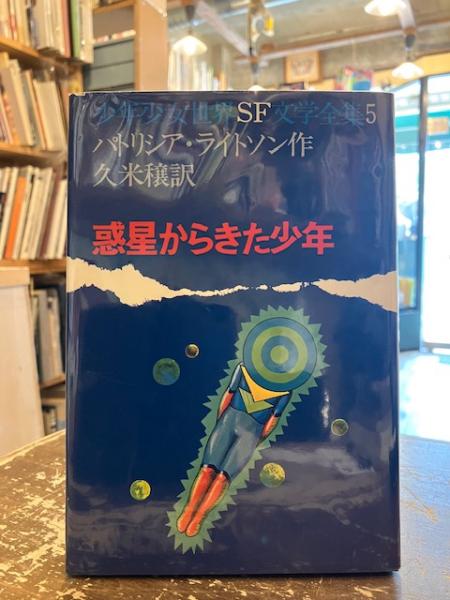 少年少女世界SF文学全集5
パトリシア・ライトソン作
久米穣訳
惑星からきた少年